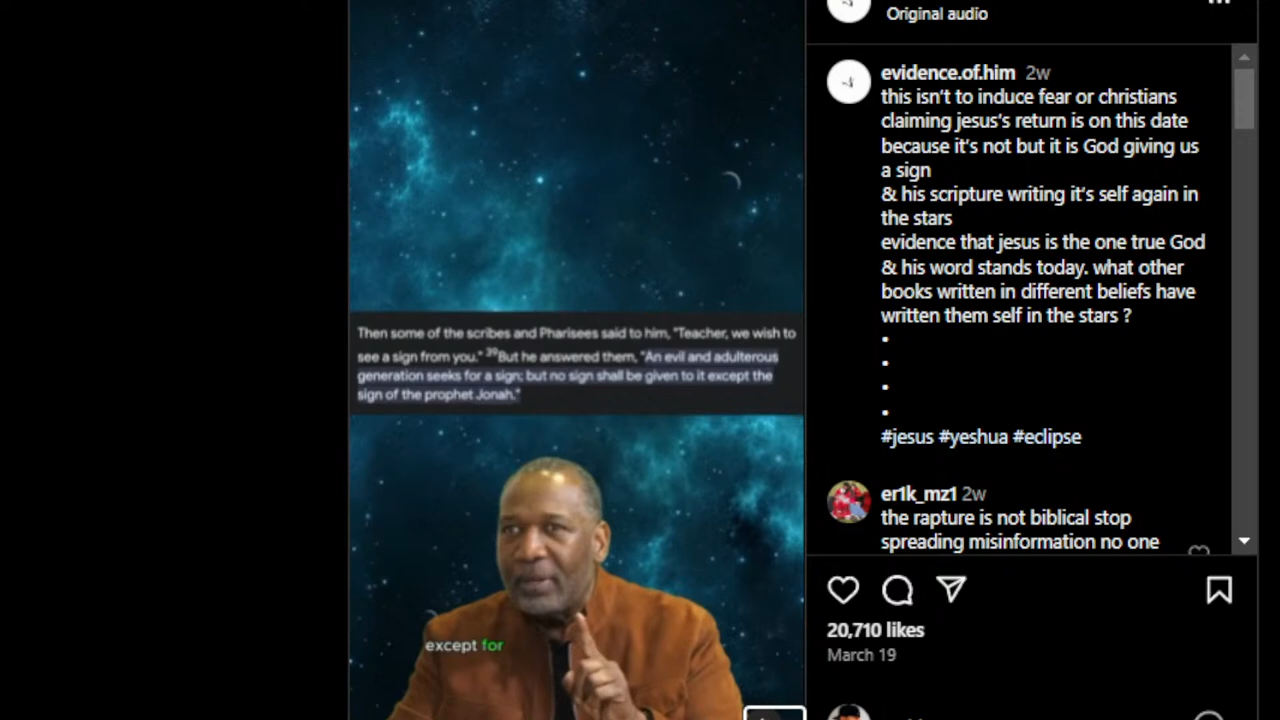 Original audio
evidence.of.him 2w
this isn't to induce fear or christians
claiming jesus's return is on this date
because it's not but it is God giving us
a sign
& his scripture writing it's self again in
the stars
evidence that jesus is the one true God
& his word stands today. what other
books written in different beliefs have
written them self in the stars ?
.
.
.
.
#jesus #yeshua #eclipse
er1k_mz1 2w
the rapture is not biblical stop
spreading misinformation no one
20,710 likes
March 19
Then some of the scribes and Pharisees said to him, "Teacher, we wish to
see a sign from you." 39But he answered them, "An evil and adulterous
generation seeks for a sign; but no sign shall be given to it except the
sign of the prophet Jonah."
except for